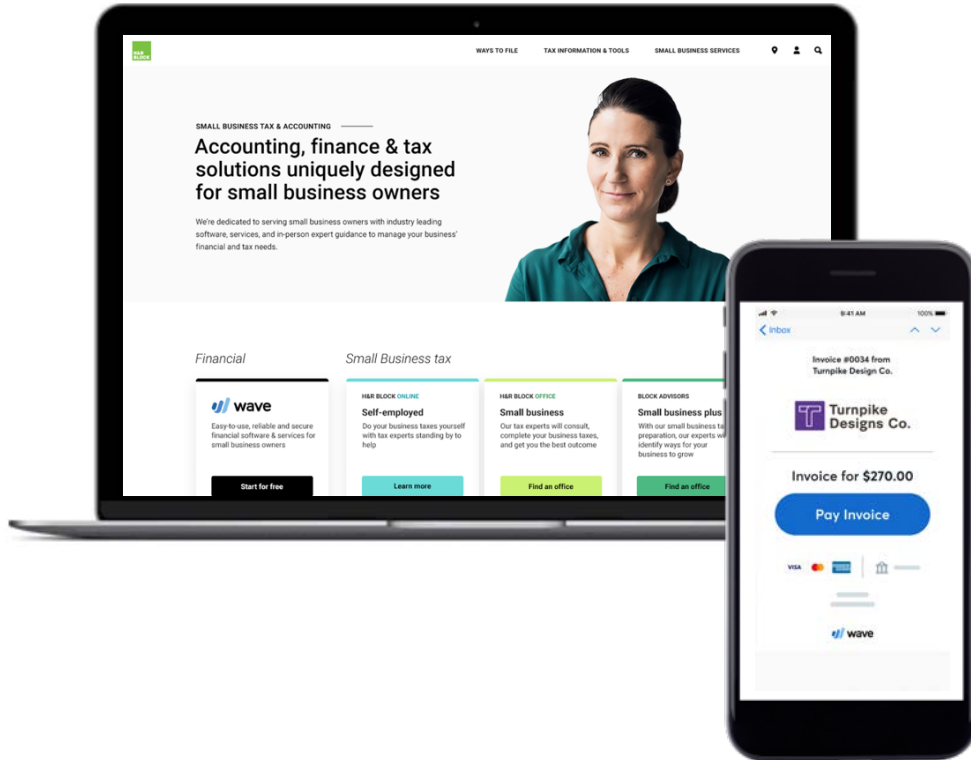 H&R
BLOCK
WAYS TO FILE
TAX INFORMATION & TOOLS
SMALL BUSINESS SERVICES
SMALL BUSINESS TAX & ACCOUNTING
Accounting, finance & tax
solutions uniquely designed
for small business owners
We're dedicated to serving small business owners with industry leading
software, services, and in-person expert guidance to manage your business'
financial and tax needs.
Financial
Small Business tax
wave
Easy-to-use, reliable and secure
financial software & services for
small business owners
Start for free
H&R BLOCK ONLINE
Self-employed
Do your business taxes yourself
with tax experts standing by to
help
Learn more
H&R BLOCK OFFICE
Small business
Our tax experts will consult,
complete your business taxes,
and get you the best outcome
Find an office
BLOCK ADVISORS
Small business plus
With our small business ta
preparation, our experts wi
identify ways for your
business to grow
Find an office
9:41 AM
100%
Inbox
Invoice #0034 from
Turnpike Design Co.
Turnpike
Designs Co.
Invoice for $270.00
Pay Invoice
VISA
wave